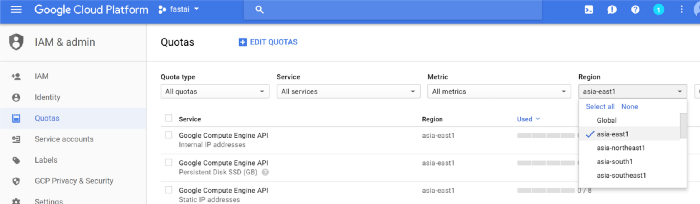 Google Cloud Platform
fastai
1
IAM & admin
Quotas
EDIT QUOTAS
IAM
Identity
Quotas
Service accounts
Labels
GCP Privacy & Security
Settings
Quota type
Service
Metric
Region
All quotas
All services
All metrics
asia-east1
Select all None
Global
asia-east1
asia-northeast1
asia-south1
asia-southeast1
Service
Region
Used
Google Compute Engine API
Internal IP addresses
asia-east1
Google Compute Engine API
Persistent Disk SSD (GB)
asia-east1
Google Compute Engine API
Static IP addresses
asia-east1
0 / 8